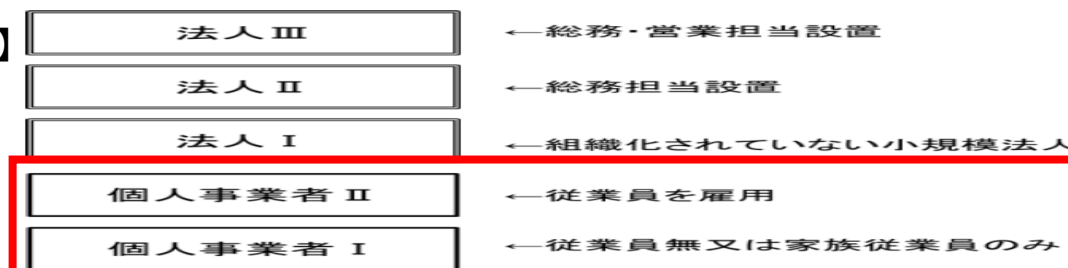 】
法人Ⅲ ←総務・営業担当設置
法人Ⅱ ←総務担当設置
法人Ⅰ ←組織化されていない小規模法人
個人事業者Ⅱ ←従業員を雇用
個人事業者Ⅰ ←従業員無又は家族従業員のみ